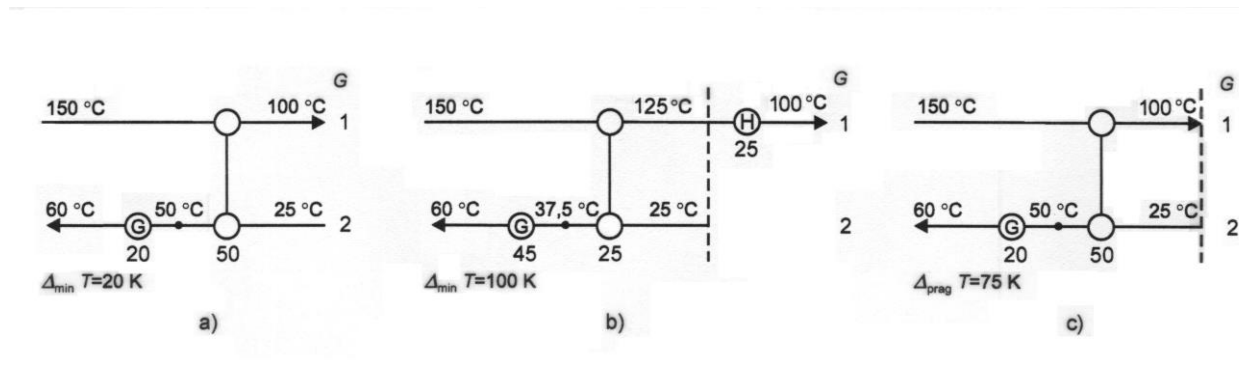 G
150 °C 100 °C 1
60 °C G 50 °C 25 °C 2
20 50
Δmin T=20 K
a)
G
150 °C 125 °C H 100 °C 1
25
60 °C G 37,5 °C 25 °C 2
45 25
Δmin T=100 K
b)
G
150 °C 100 °C 1
60 °C G 50 °C 25 °C 2
20 50
Δprag T=75 K
c)